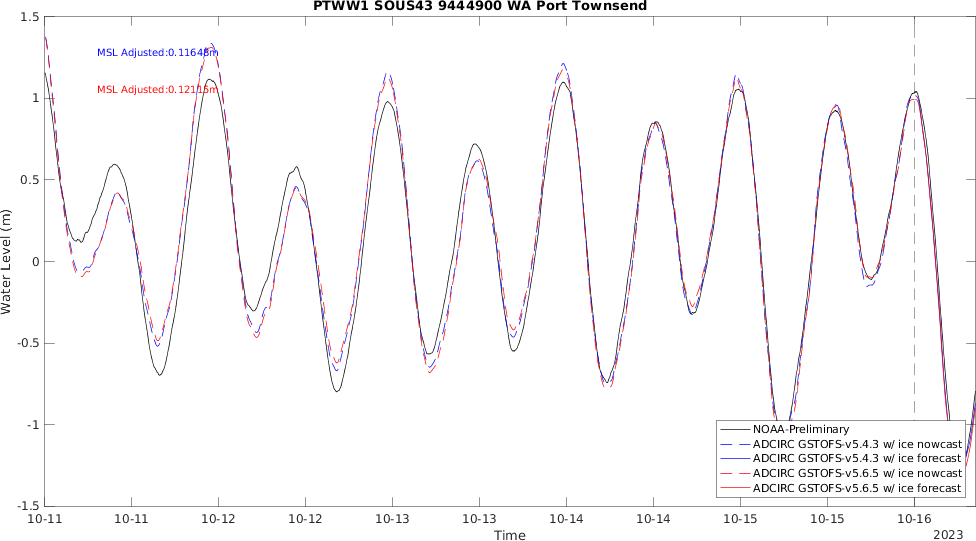 PTWW1 SOUS43 9444900 WA Port Townsend
1.5
MSL Adjusted:0.11648m
MSL Adjusted:0.12115m
1
0.5
0
-0.5
-1
-1.5
Water Level (m)
NOAA-Preliminary
ADCIRC GSTOFS-v5.4.3 w/ ice nowcast
ADCIRC GSTOFS-v5.4.3 w/ ice forecast
ADCIRC GSTOFS-v5.6.5 w/ ice nowcast
ADCIRC GSTOFS-v5.6.5 w/ ice forecast
10-11 10-11 10-12 10-12 10-13 10-13 10-14 10-14 10-15 10-15 10-16
Time
2023